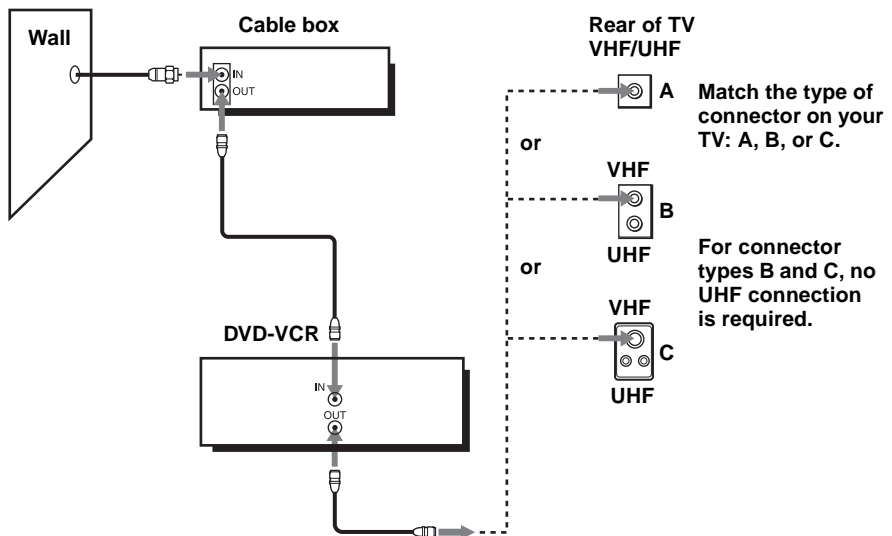 Wall
Cable box
IN
OUT
DVD-VCR
IN
OUT
Rear of TV
VHF/UHF
A
or
VHF
B
UHF
or
VHF
C
UHF
Match the type of
connector on your
TV: A, B, or C.
For connector
types B and C, no
UHF connection
is required.